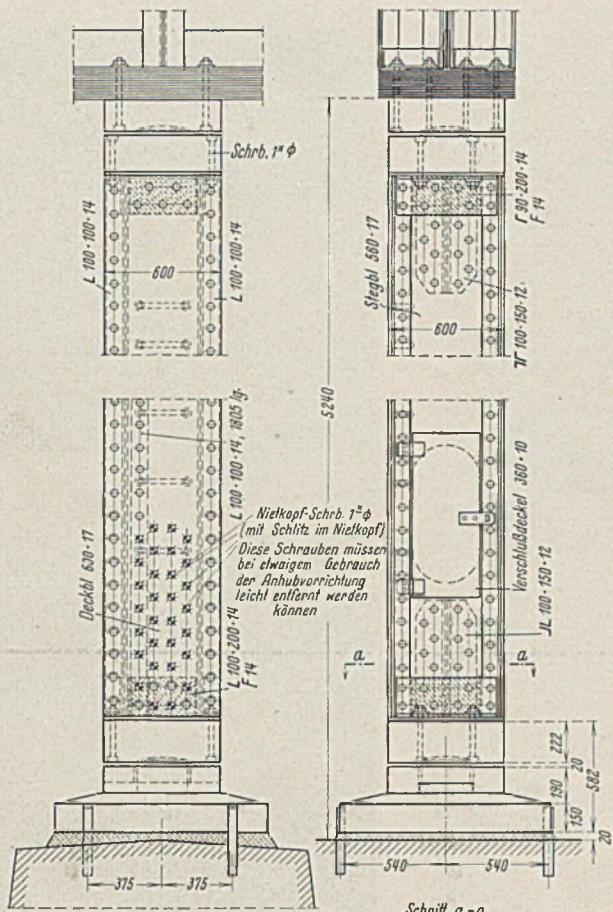 Schrb. 1" ϕ
L 100·100·14
600
L 100·100·14
Γ 90·200·14
F 14
Stegbl 560·17
600
100·150·12
5240
Deckbl 630·17
L 100·100·14, 1805 lg.
Nietkopf-Schrb. 1" ϕ
(mit Schlitz im Nietkopf)
Diese Schrauben müssen
bei etwaigem Gebrauch
der Anhubvorrichtung
leicht entfernt werden
können
L 100·200·14
F 14
Verschlußdeckel 360·10
JL 100·150·12
a
a
222
20
190
150
582
20
375
375
540
540
Schnitt a-a